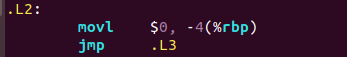 .L2:
movl $0, -4(%rbp)
jmp .L3